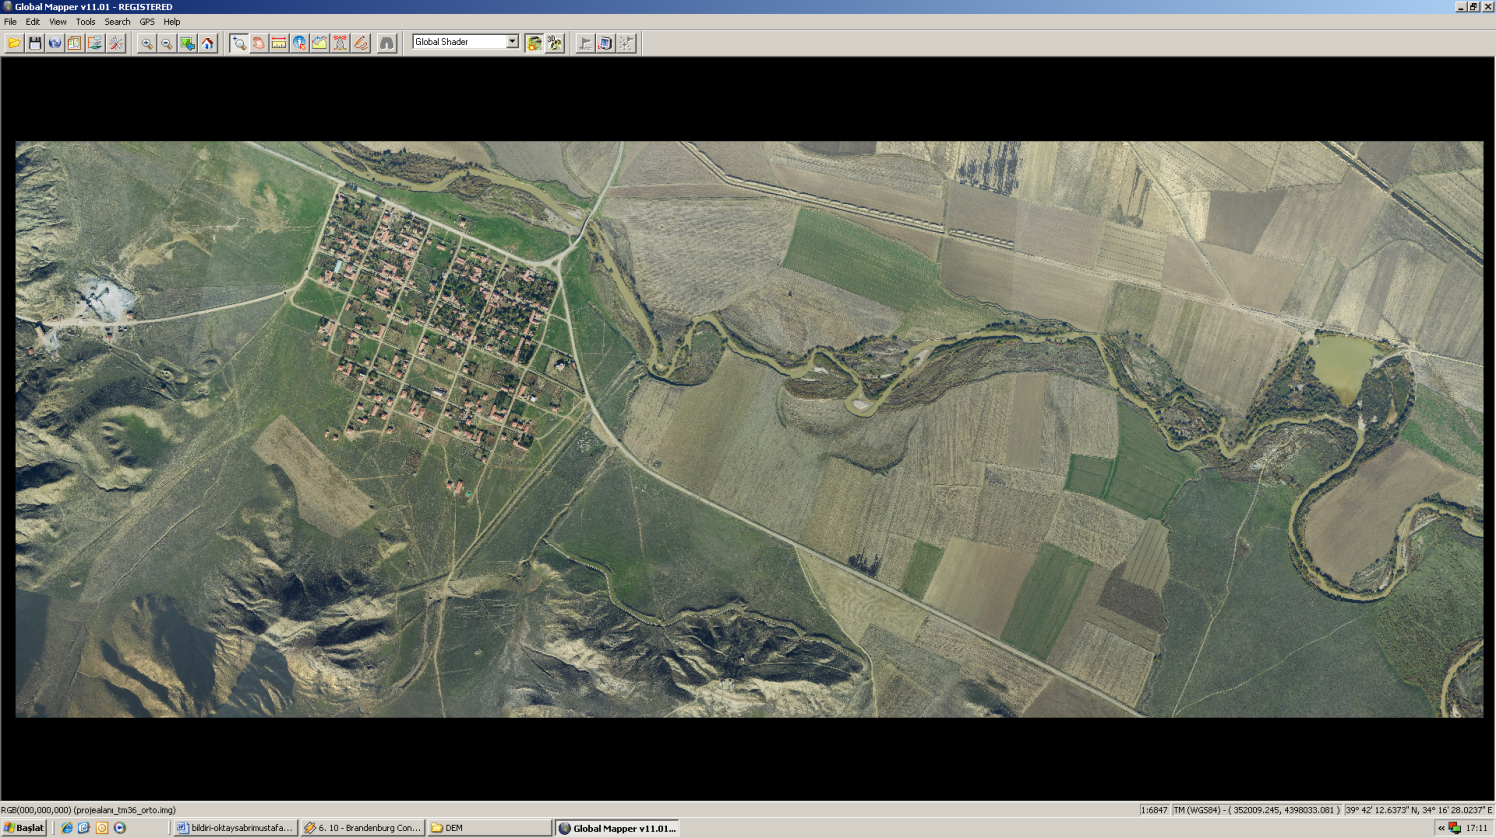 Global Mapper v11.01 - REGISTERED
File Edit View Tools Search Help GPS Help
Global Shader
3D
RGB(000,000,000) (projealanı_tm36_orto.img)
1:6847 TM (WGS84) - ( 352009.245, 4398033.081 ) 39° 42' 12.6373" N, 34° 16' 28.0237" E
Başlat bildiri-oktaysabrimustafa... 6. 10 - Brandenburg Con... DEM Global Mapper v11.01... « 17:11